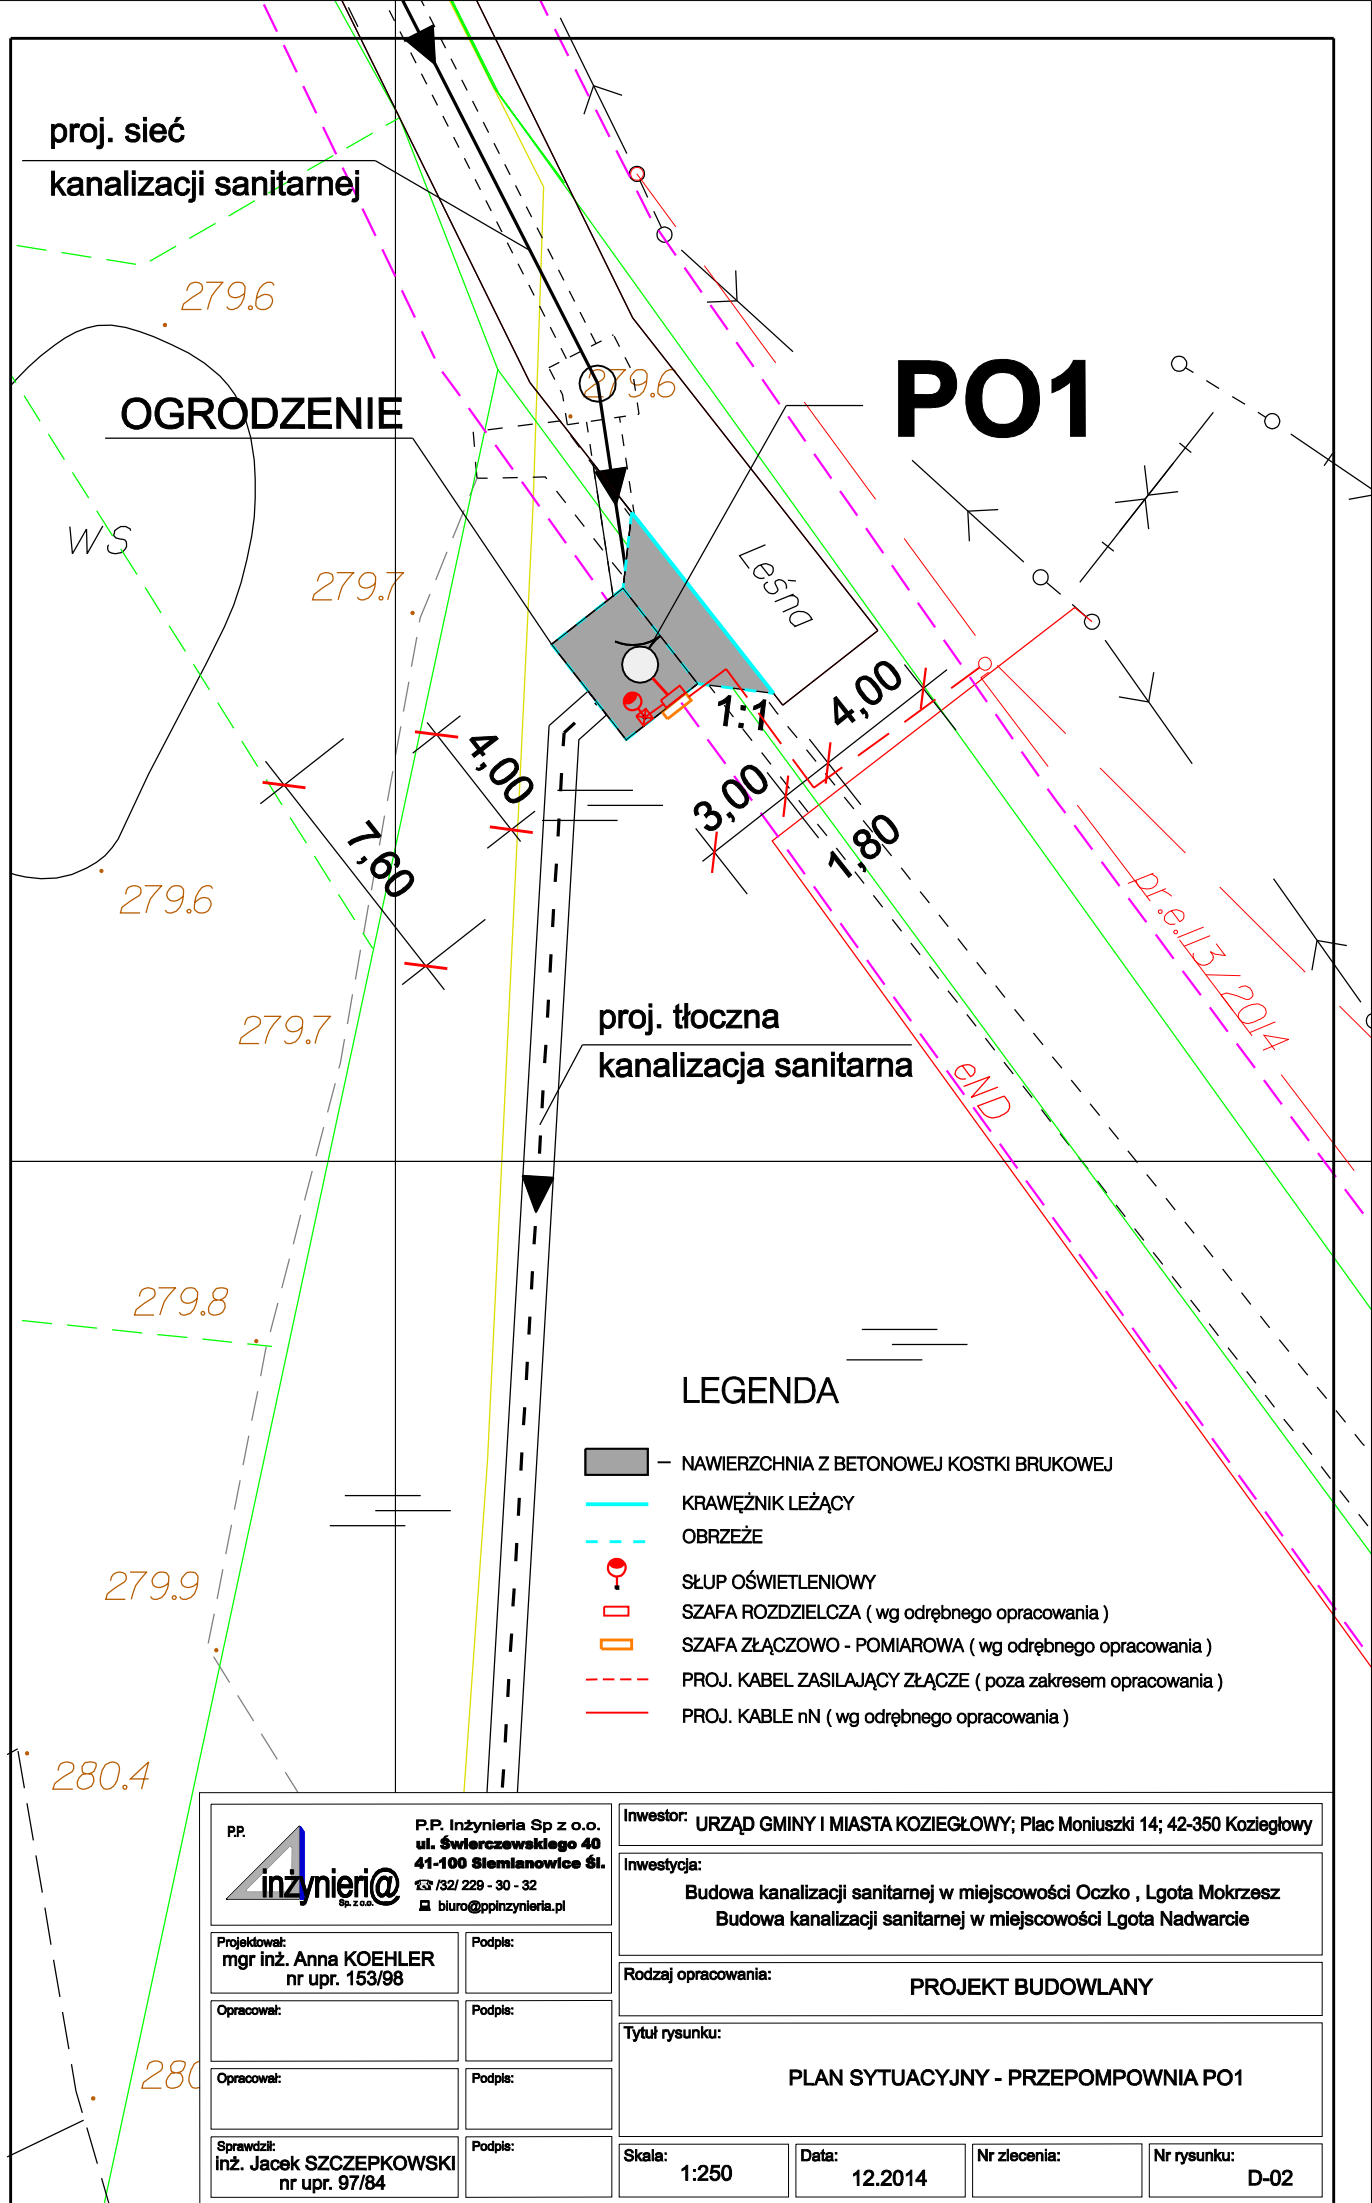 proj. sieć
kanalizacji sanitarnej
279.6
279.6
PO1
OGRODZENIE
WS
279.7
Leśna
4,00
1:1
4,00
3,00
1,80
7,60
279.6
pr.e.113/2014
279.7
proj. tłoczna
kanalizacja sanitarna
eND
279.8
LEGENDA
– NAWIERZCHNIA Z BETONOWEJ KOSTKI BRUKOWEJ
KRAWĘŻNIK LEŻĄCY
OBRZEŻE
279.9
SŁUP OŚWIETLENIOWY
SZAFA ROZDZIELCZA ( wg odrębnego opracowania )
SZAFA ZŁĄCZOWO - POMIAROWA ( wg odrębnego opracowania )
PROJ. KABEL ZASILAJĄCY ZŁĄCZE ( poza zakresem opracowania )
PROJ. KABLE nN ( wg odrębnego opracowania )
280.4
280
P.P.
inżynieri@
Sp. z o.o.
P.P. Inżynieria Sp z o.o.
ul. Świerczewskiego 40
41-100 Siemianowice Śl.
☎ /32/ 229 - 30 - 32
biuro@ppinzynieria.pl
Inwestor: URZĄD GMINY I MIASTA KOZIEGŁOWY; Plac Moniuszki 14; 42-350 Koziegłowy
Inwestycja:
Budowa kanalizacji sanitarnej w miejscowości Oczko , Lgota Mokrzesz
Budowa kanalizacji sanitarnej w miejscowości Lgota Nadwarcie
Projektował:
mgr inż. Anna KOEHLER
nr upr. 153/98
Podpis:
Rodzaj opracowania:
PROJEKT BUDOWLANY
Opracował:
Podpis:
Tytuł rysunku:
PLAN SYTUACYJNY - PRZEPOMPOWNIA PO1
Opracował:
Podpis:
Sprawdził:
inż. Jacek SZCZEPKOWSKI
nr upr. 97/84
Podpis:
Skala:
1:250
Data:
12.2014
Nr zlecenia:
Nr rysunku:
D-02